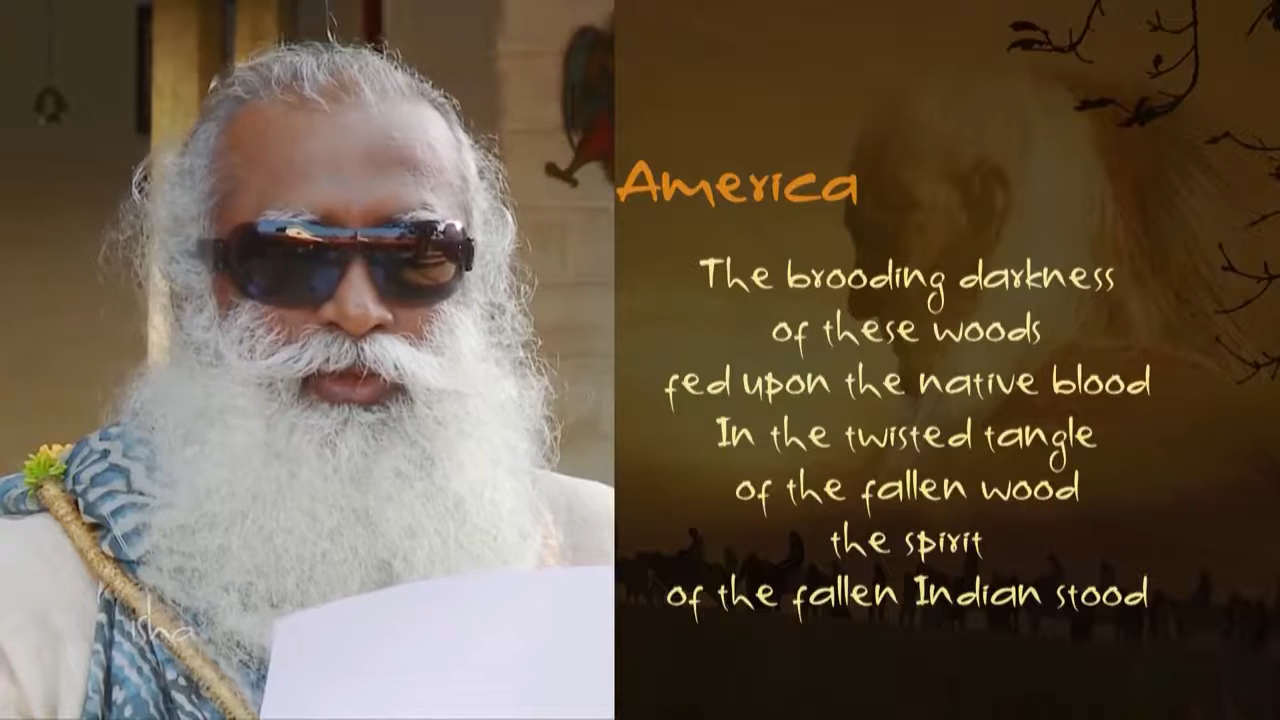 America
The brooding darkness
of these woods
fed upon the native blood
In the twisted tangle
of the fallen wood
the spirit
of the fallen Indian stood
isha